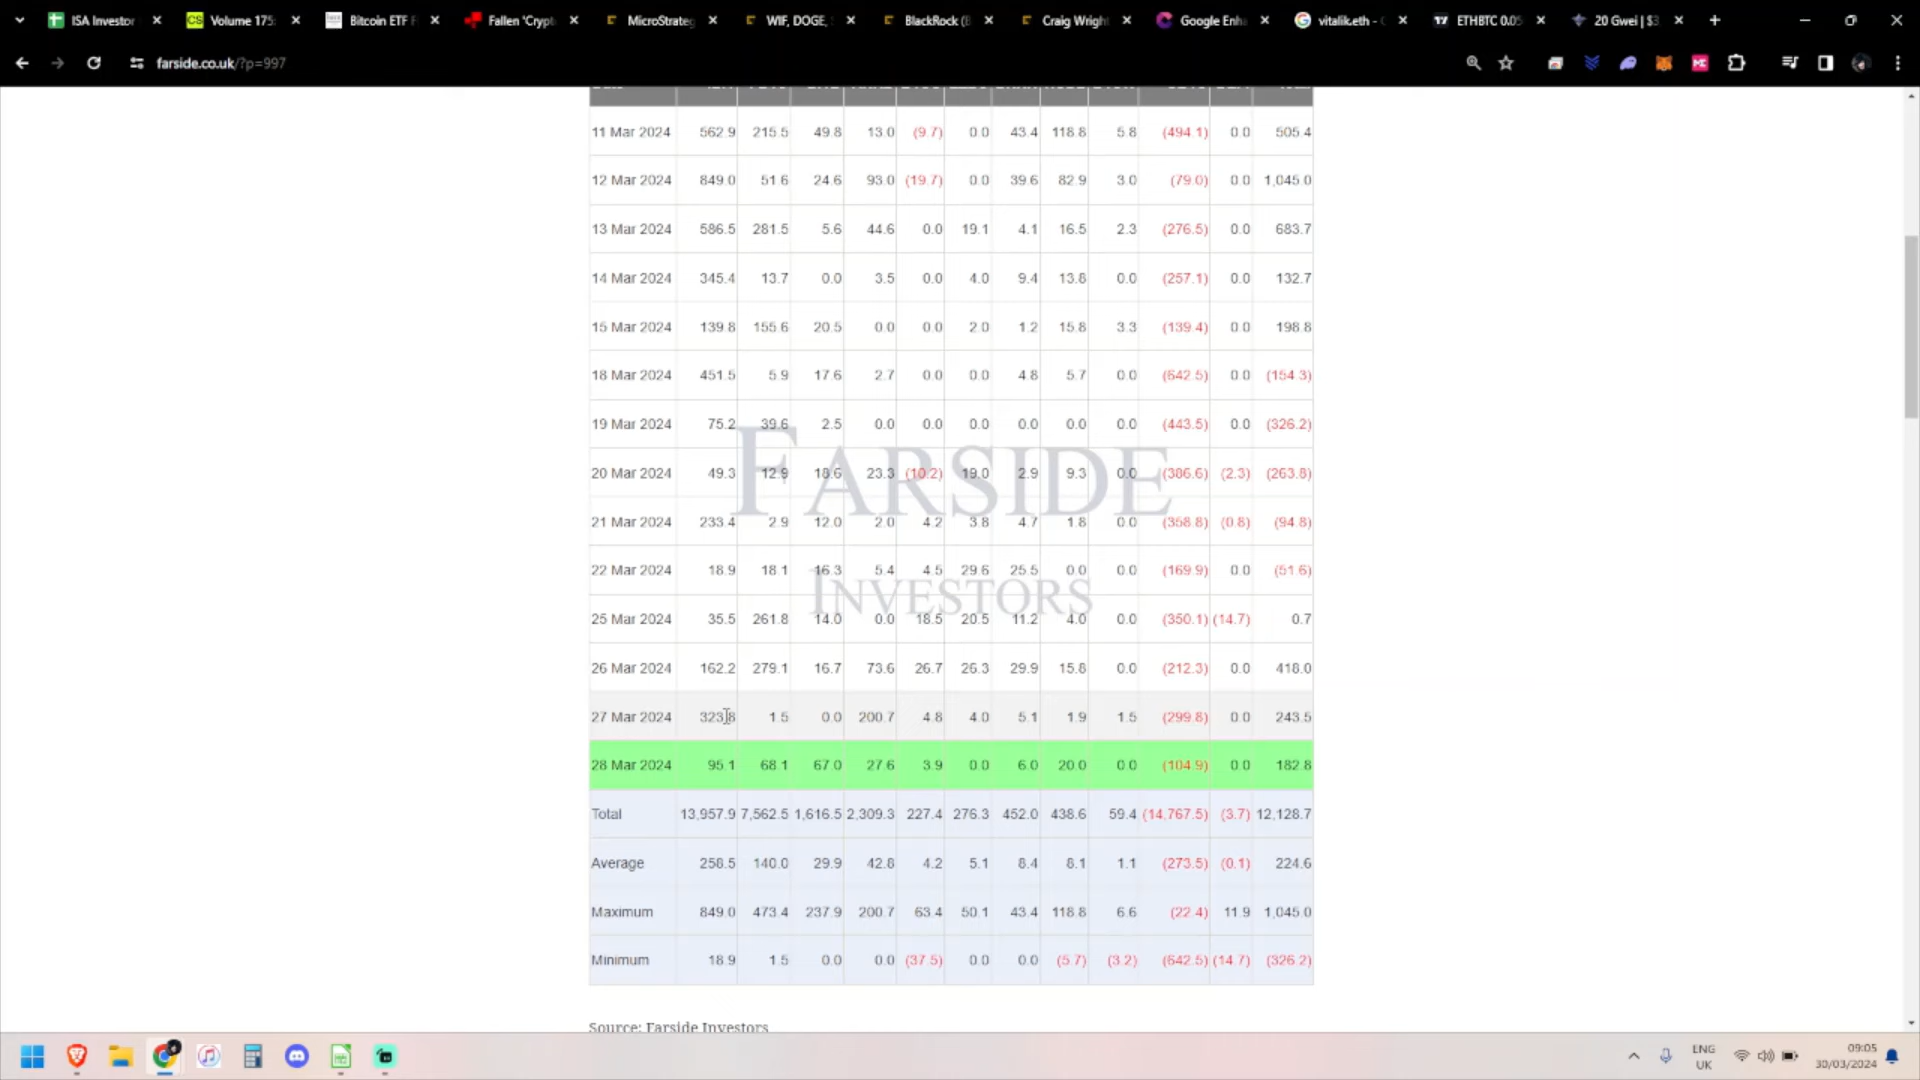 ISA Investor
Volume 175:
Bitcoin ETF F
Fallen 'Crypt
MicroStrateg
WIF, DOGE,
BlackRock (B
Craig Wright
Google Enha
vitalik.eth -
ETHBTC 0.05
20 Gwei | $3
farside.co.uk/?p=997
11 Mar 2024 562.9 215.5 49.8 13.0 (9.7) 0.0 43.4 118.8 5.8 (494.1) 0.0 505.4
12 Mar 2024 849.0 51.6 24.6 93.0 (19.7) 0.0 39.6 82.9 3.0 (79.0) 0.0 1,045.0
13 Mar 2024 586.5 281.5 5.6 44.6 0.0 19.1 4.1 16.5 2.3 (276.5) 0.0 683.7
14 Mar 2024 345.4 13.7 0.0 3.5 0.0 4.0 9.4 13.8 0.0 (257.1) 0.0 132.7
15 Mar 2024 139.8 155.6 20.5 0.0 0.0 2.0 1.2 15.8 3.3 (139.4) 0.0 198.8
18 Mar 2024 451.5 5.9 17.6 2.7 0.0 0.0 4.8 5.7 0.0 (642.5) 0.0 (154.3)
19 Mar 2024 75.2 39.6 2.5 0.0 0.0 0.0 0.0 0.0 0.0 (443.5) 0.0 (326.2)
20 Mar 2024 49.3 12.9 18.6 23.3 (10.2) 19.0 2.9 9.3 0.0 (386.6) (2.3) (263.8)
FARSIDE
21 Mar 2024 233.4 2.9 12.0 2.0 4.2 3.8 4.7 1.8 0.0 (358.8) (0.8) (94.8)
22 Mar 2024 18.9 18.1 16.3 5.4 4.5 29.6 25.5 0.0 0.0 (169.9) 0.0 (51.6)
INVESTORS
25 Mar 2024 35.5 261.8 14.0 0.0 18.5 20.5 11.2 4.0 0.0 (350.1) (14.7) 0.7
26 Mar 2024 162.2 279.1 16.7 73.6 26.7 26.3 29.9 15.8 0.0 (212.3) 0.0 418.0
27 Mar 2024 323.8 1.5 0.0 200.7 4.8 4.0 5.1 1.9 1.5 (299.8) 0.0 243.5
28 Mar 2024 95.1 68.1 67.0 27.6 3.9 0.0 6.0 20.0 0.0 (104.9) 0.0 182.8
Total 13,957.9 7,562.5 1,616.5 2,309.3 227.4 276.3 452.0 438.6 59.4 (14,767.5) (3.7) 12,128.7
Average 258.5 140.0 29.9 42.8 4.2 5.1 8.4 8.1 1.1 (273.5) (0.1) 224.6
Maximum 849.0 473.4 237.9 200.7 63.4 50.1 43.4 118.8 6.6 (22.4) 11.9 1,045.0
Minimum 18.9 1.5 0.0 0.0 (37.5) 0.0 0.0 (5.7) (3.2) (642.5) (14.7) (326.2)
Source: Farside Investors
ENG
UK
09:05
30/03/2024